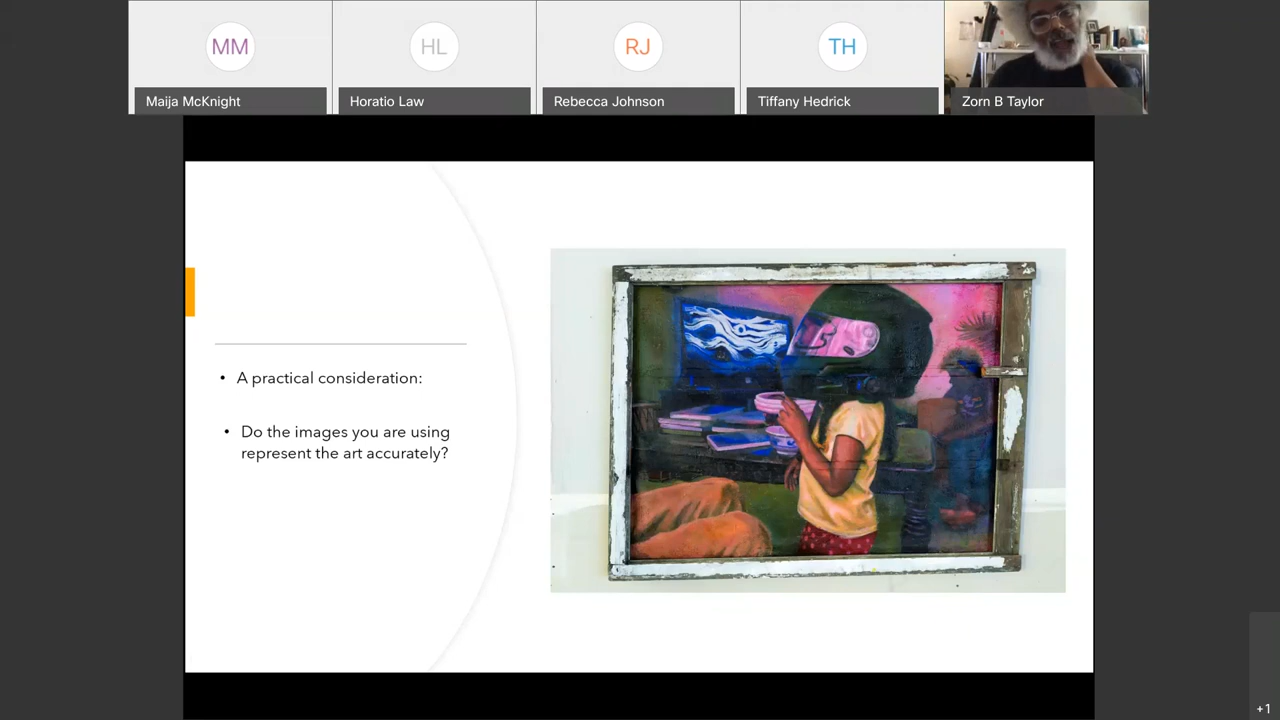 MM
HL
RJ
TH
Maija McKnight
Horatio Law
Rebecca Johnson
Tiffany Hedrick
Zorn B Taylor
• A practical consideration:
• Do the images you are using
represent the art accurately?
+1